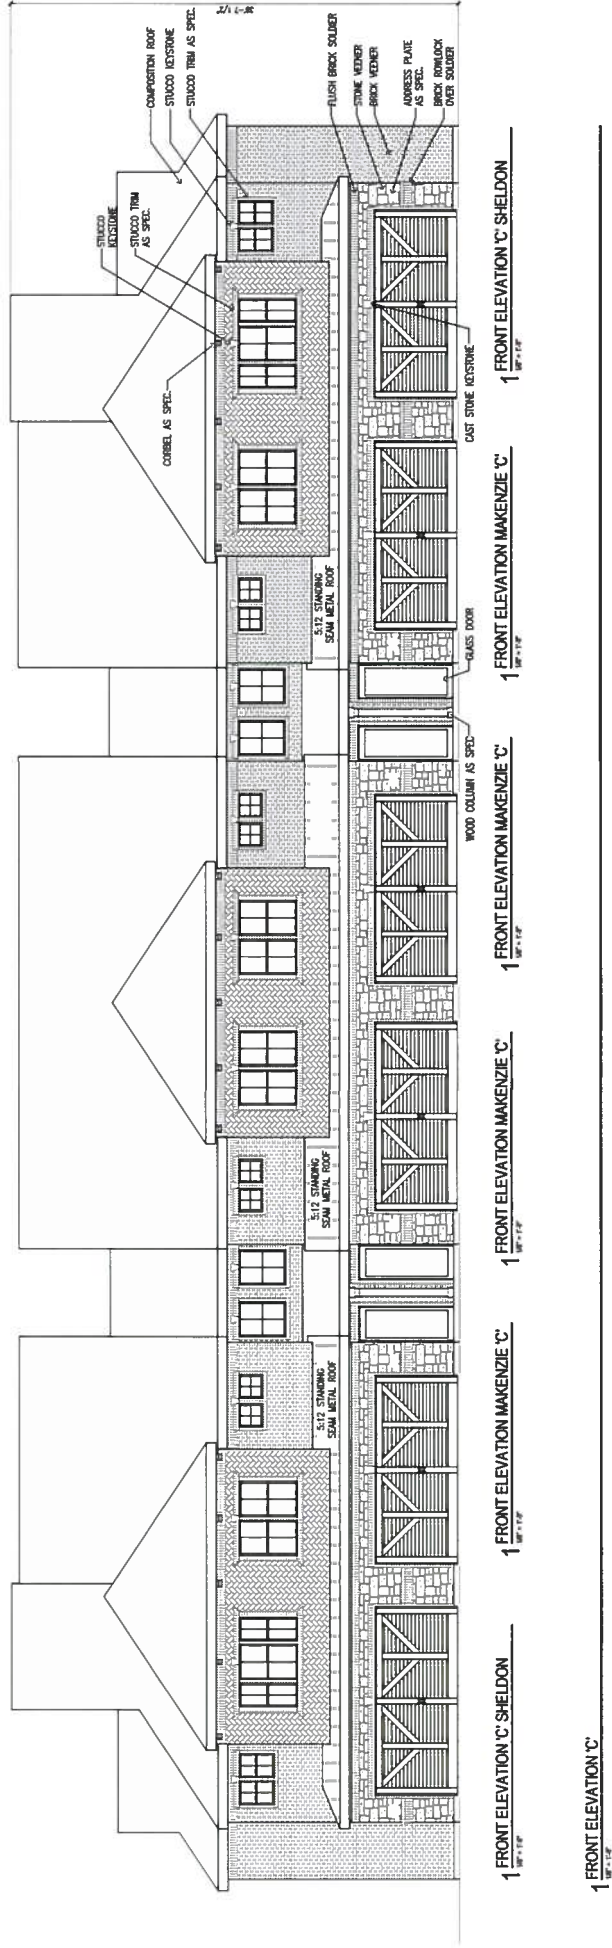 COMPOSITION ROOF
STUCCO KEYSTONE
STUCCO TRIM AS SPEC.
STUCCO
KEYSTONE
STUCCO TRIM
AS SPEC.
CORBEL AS SPEC.
FLUSH BRICK SOLDIER
STONE VEENER
BRICK VEENER
ADDRESS PLATE
AS SPEC.
BRICK ROWLOCK
OVER SOLDIER
CAST STONE KEYSTONE
GLASS DOOR
WOOD COLUMN AS SPEC
5:12 STANDING
SEAM METAL ROOF
5:12 STANDING
SEAM METAL ROOF
5:12 STANDING
SEAM METAL ROOF
1 FRONT ELEVATION 'C' SHELDON
1 FRONT ELEVATION MAKENZIE 'C'
1 FRONT ELEVATION MAKENZIE 'C'
1 FRONT ELEVATION MAKENZIE 'C'
1 FRONT ELEVATION MAKENZIE 'C'
1 FRONT ELEVATION 'C' SHELDON
1 FRONT ELEVATION 'C'